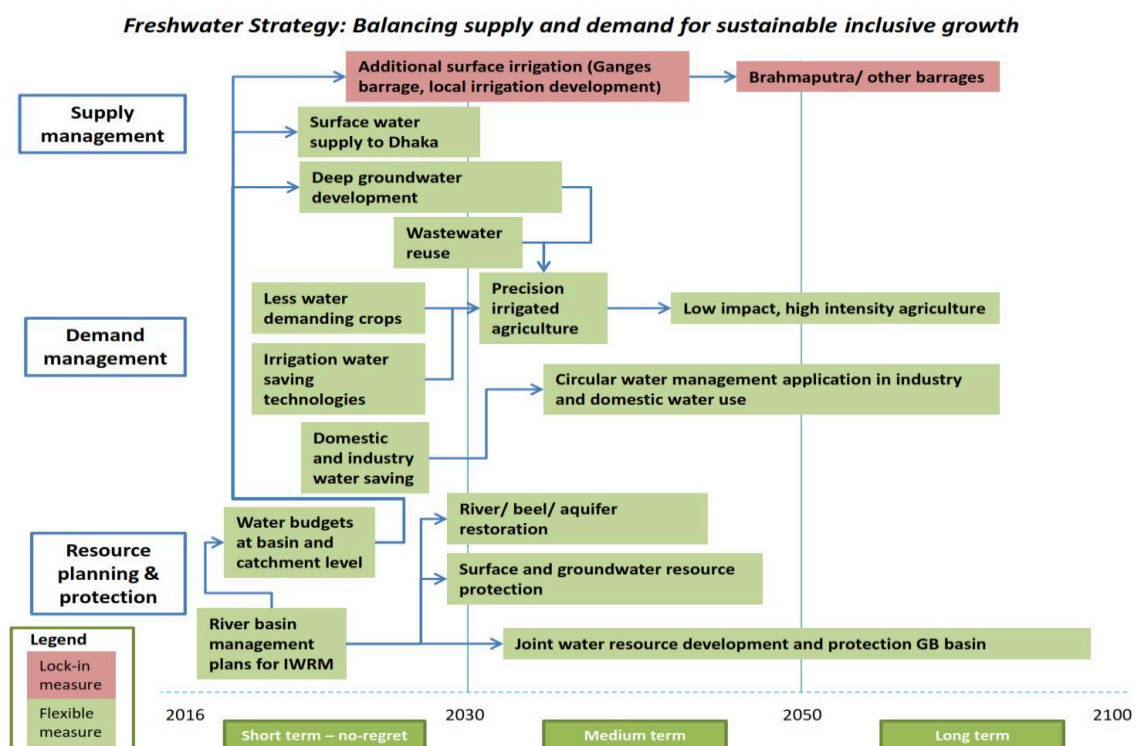 Freshwater Strategy: Balancing supply and demand for sustainable inclusive growth
Supply
management
Additional surface irrigation (Ganges
barrage, local irrigation development)
Brahmaputra/ other barrages
Surface water
supply to Dhaka
Deep groundwater
development
Wastewater
reuse
Demand
management
Less water
demanding crops
Precision
irrigated
agriculture
Low impact, high intensity agriculture
Irrigation water
saving
technologies
Circular water management application in industry
and domestic water use
Domestic
and industry
water saving
Resource
planning &
protection
Water budgets
at basin and
catchment level
River/ beel/ aquifer
restoration
Surface and groundwater resource
protection
River basin
management
plans for IWRM
Joint water resource development and protection GB basin
Legend
Lock-in
measure
Flexible
measure
2016
2030
2050
2100
Short term – no-regret
Medium term
Long term